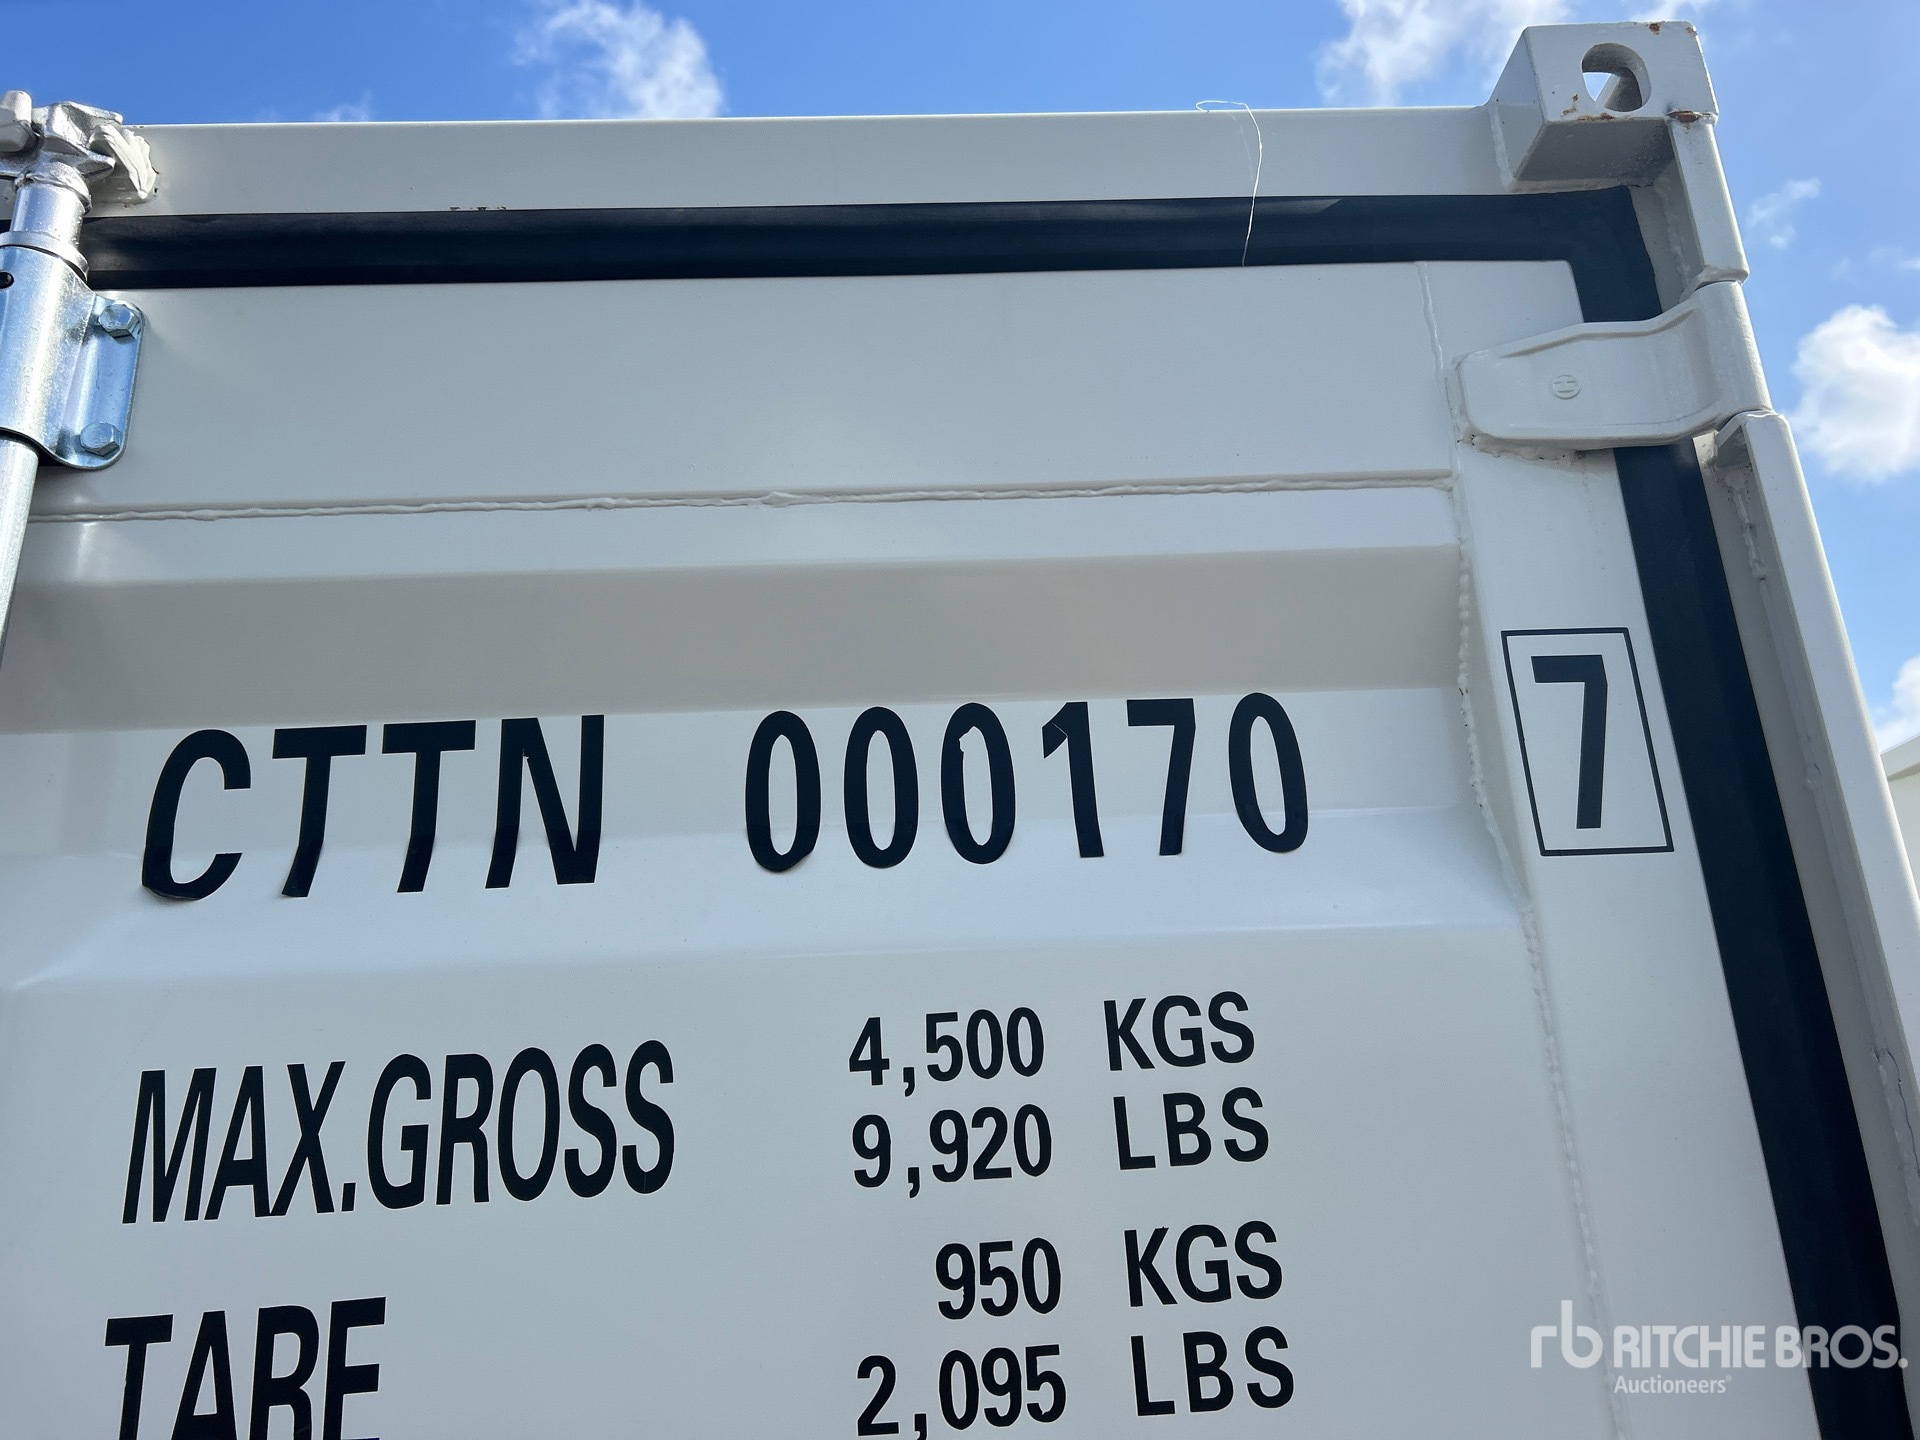 CTTN 000170 7
MAX.GROSS 4,500 KGS
9,920 LBS
TARE 950 KGS
2,095 LBS
rb RITCHIE BROS.
Auctioneers